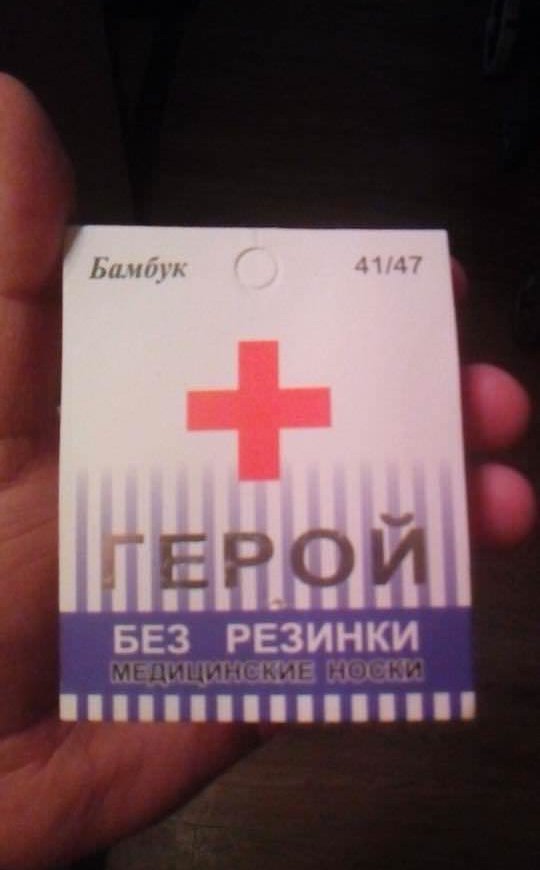 Бамбук 41/47
ГЕРОЙ
БЕЗ РЕЗИНКИ
МЕДИЦИНСКИЕ НОСКИ